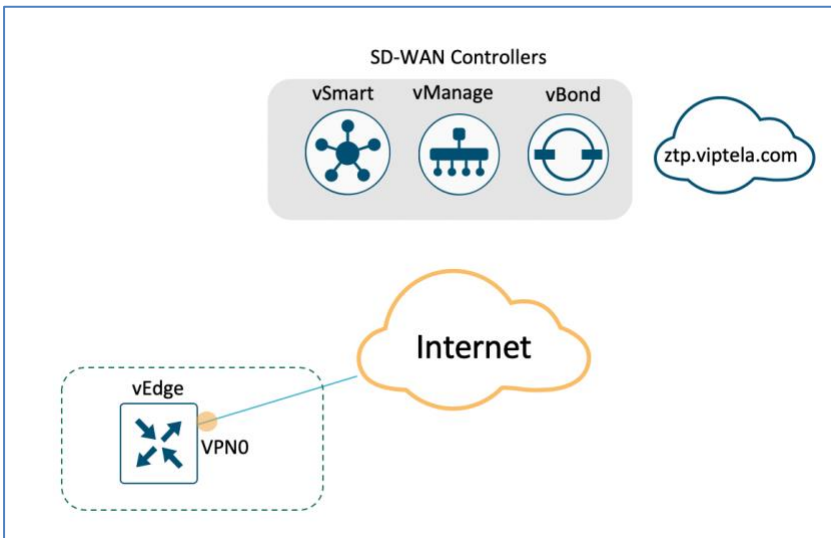 SD-WAN Controllers
vSmart vManage vBond
ztp.viptela.com
Internet
vEdge
VPN0